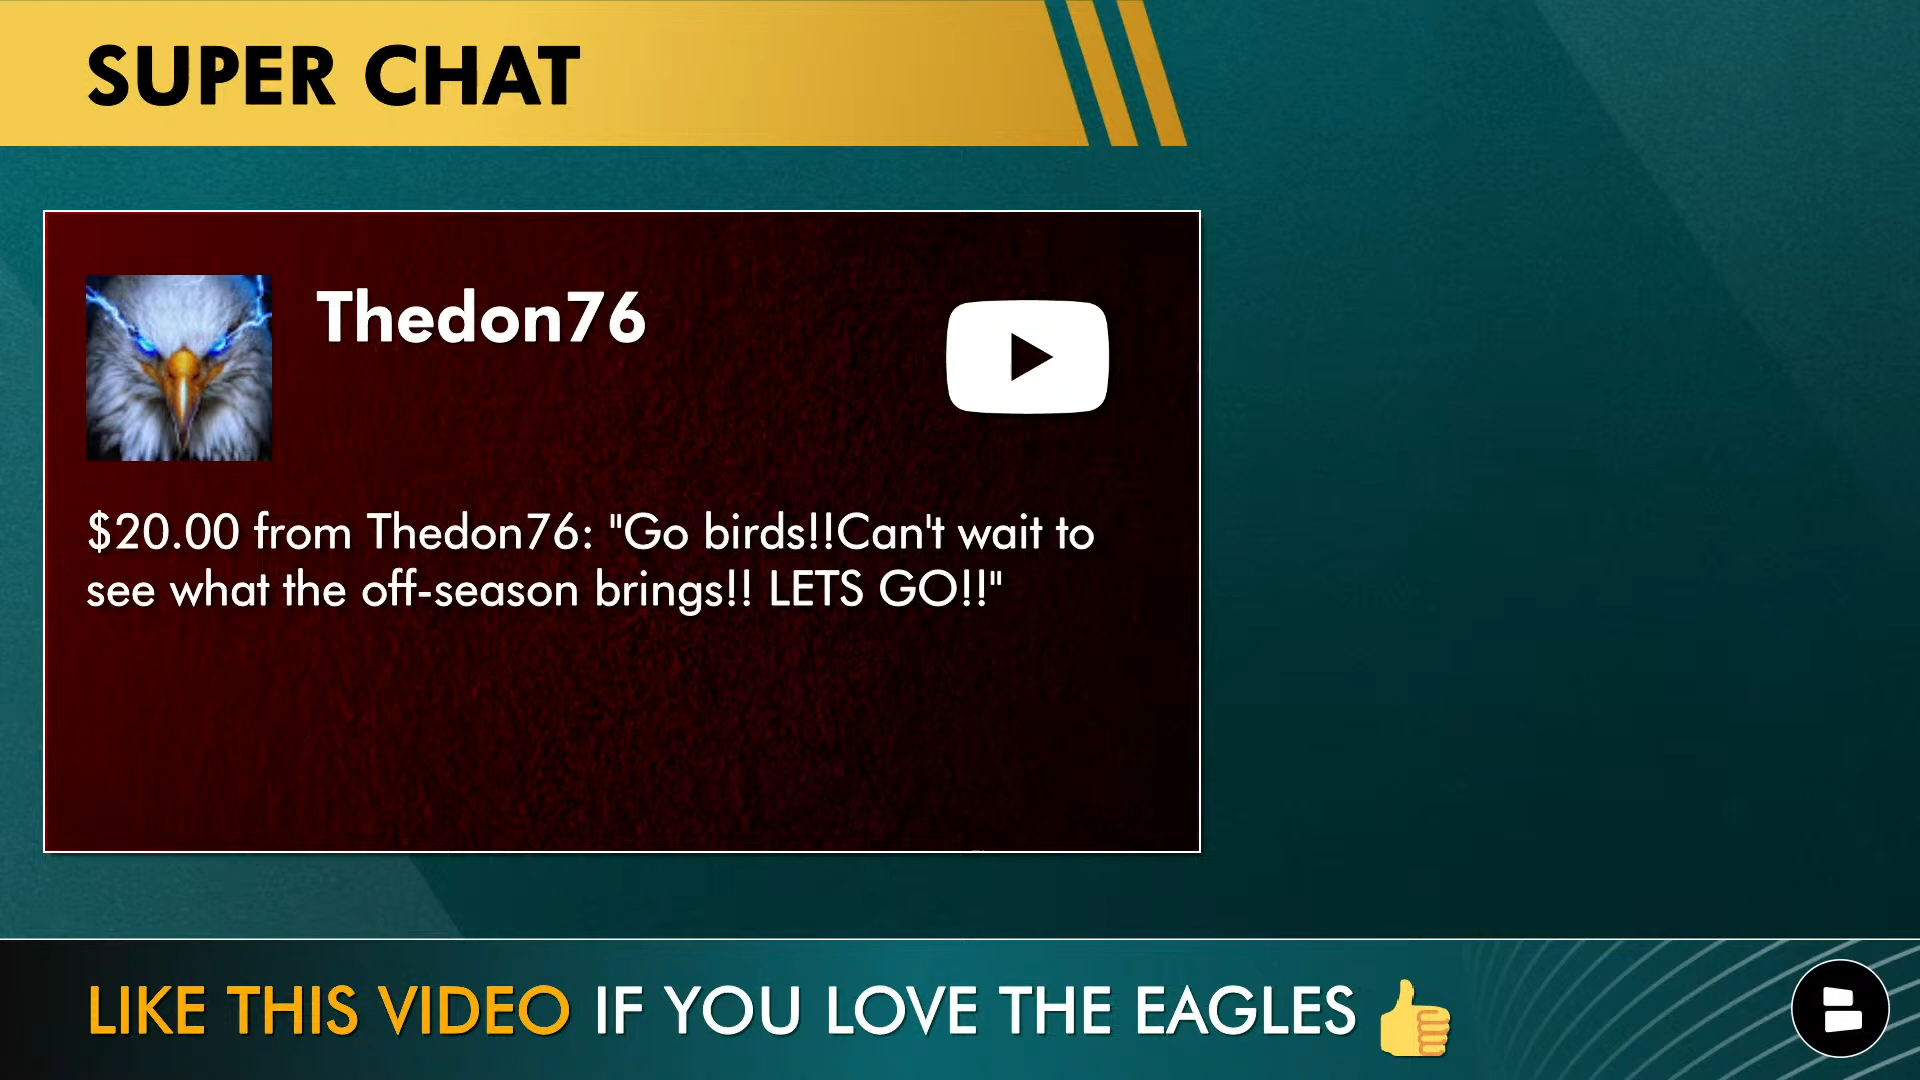 SUPER CHAT
Thedon76
$20.00 from Thedon76: "Go birds!!Can't wait to
see what the off-season brings!! LETS GO!!"
LIKE THIS VIDEO IF YOU LOVE THE EAGLES 👍